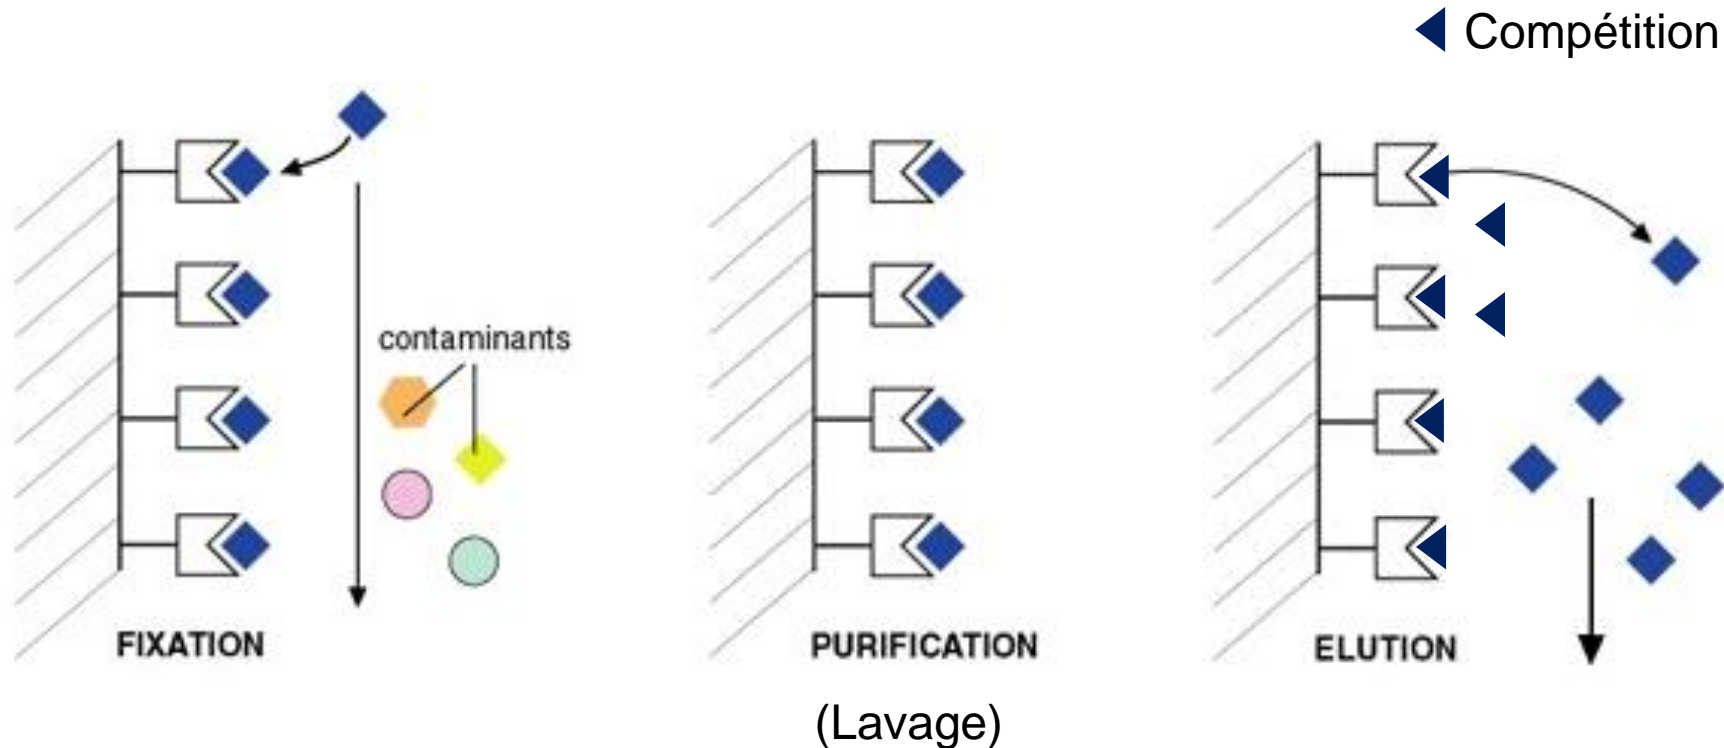 Compétition
contaminants
FIXATION
PURIFICATION
(Lavage)
ELUTION